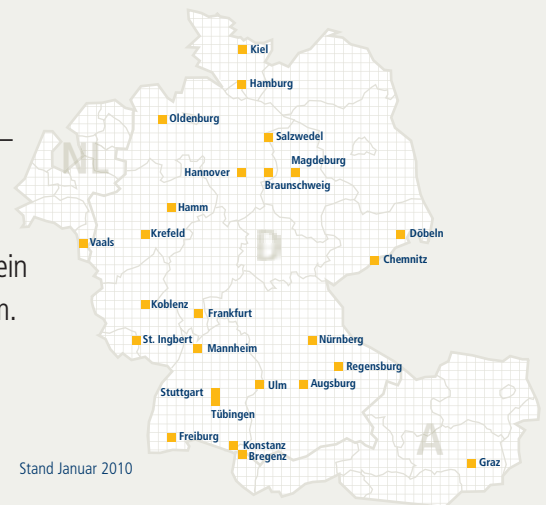 Kiel
Hamburg
Oldenburg
–
Salzwedel
NL
Magdeburg
Hannover
Braunschweig
Hamm
Krefeld
Döbeln
Vaals
D
Chemnitz
ein
Koblenz
n.
Frankfurt
St. Ingbert
Nürnberg
Mannheim
Regensburg
Ulm
Augsburg
Stuttgart
Tübingen
A
Freiburg
Konstanz
Bregenz
Graz
Stand Januar 2010